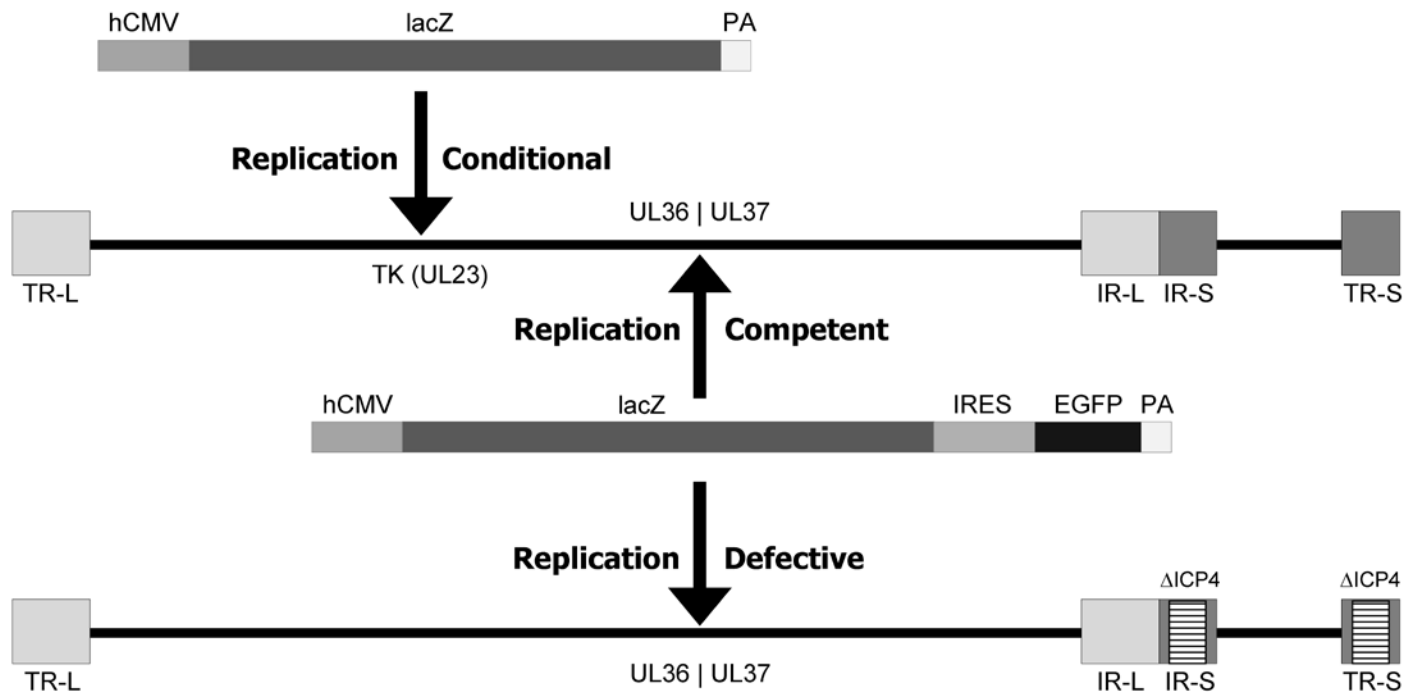 hCMV lacZ PA
Replication Conditional
UL36 | UL37
TK (UL23)
TR-L IR-L IR-S TR-S
Replication Competent
hCMV lacZ IRES EGFP PA
Replication Defective
ΔICP4 ΔICP4
TR-L UL36 | UL37 IR-L IR-S TR-S